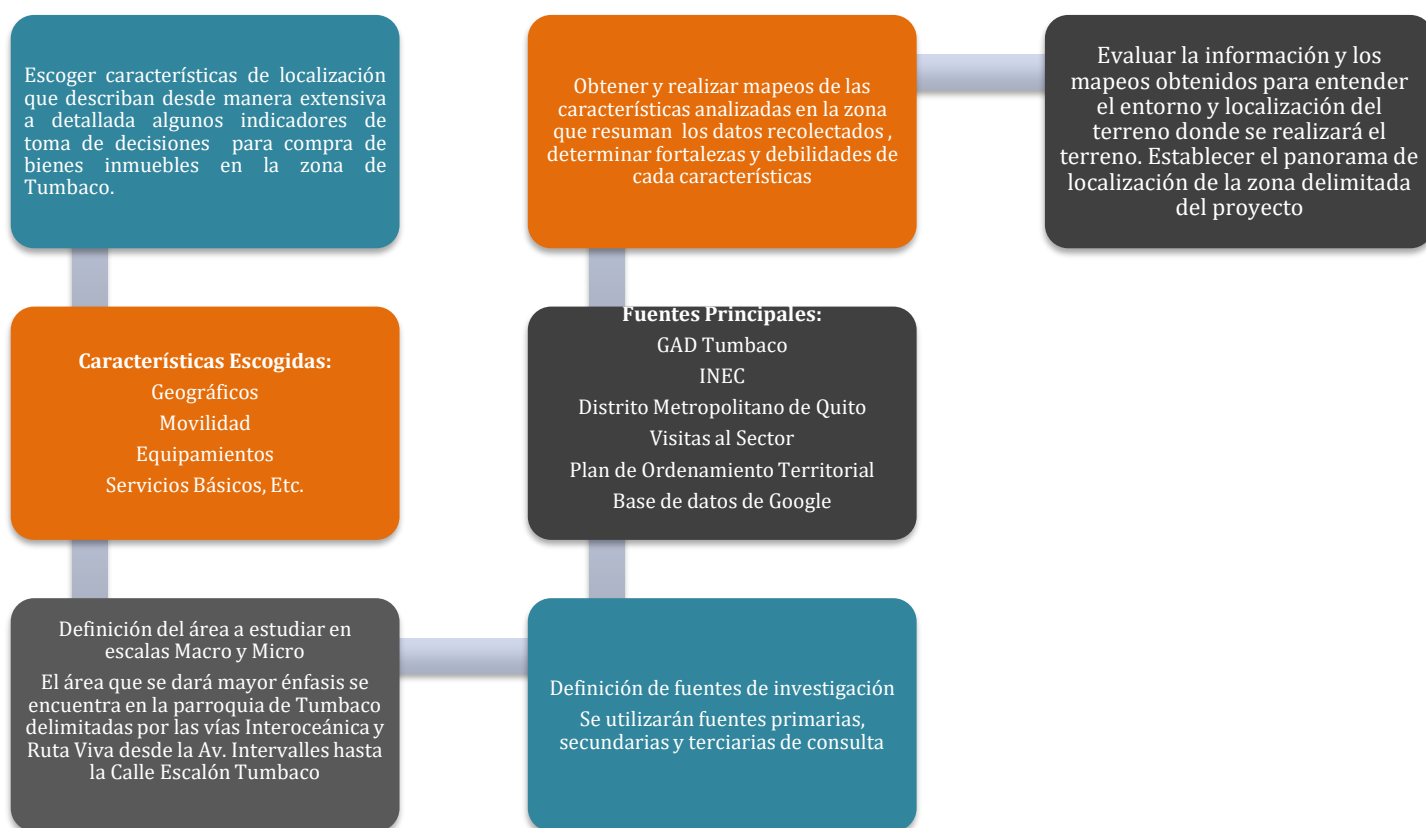 Escoger características de localización
que describan desde manera extensiva
a detallada algunos indicadores de
toma de decisiones para compra de
bienes inmuebles en la zona de
Tumbaco.
Características Escogidas:
Geográficos
Movilidad
Equipamientos
Servicios Básicos, Etc.
Definición del área a estudiar en
escalas Macro y Micro
El área que se dará mayor énfasis se
encuentra en la parroquia de Tumbaco
delimitadas por las vías Interoceánica y
Ruta Viva desde la Av. Intervalles hasta
la Calle Escalón Tumbaco
Definición de fuentes de investigación
Se utilizarán fuentes primarias,
secundarias y terciarias de consulta
Fuentes Principales:
GAD Tumbaco
INEC
Distrito Metropolitano de Quito
Visitas al Sector
Plan de Ordenamiento Territorial
Base de datos de Google
Obtener y realizar mapeos de las
características analizadas en la zona
que resuman los datos recolectados ,
determinar fortalezas y debilidades de
cada características
Evaluar la información y los
mapeos obtenidos para entender
el entorno y localización del
terreno donde se realizará el
terreno. Establecer el panorama de
localización de la zona delimitada
del proyecto